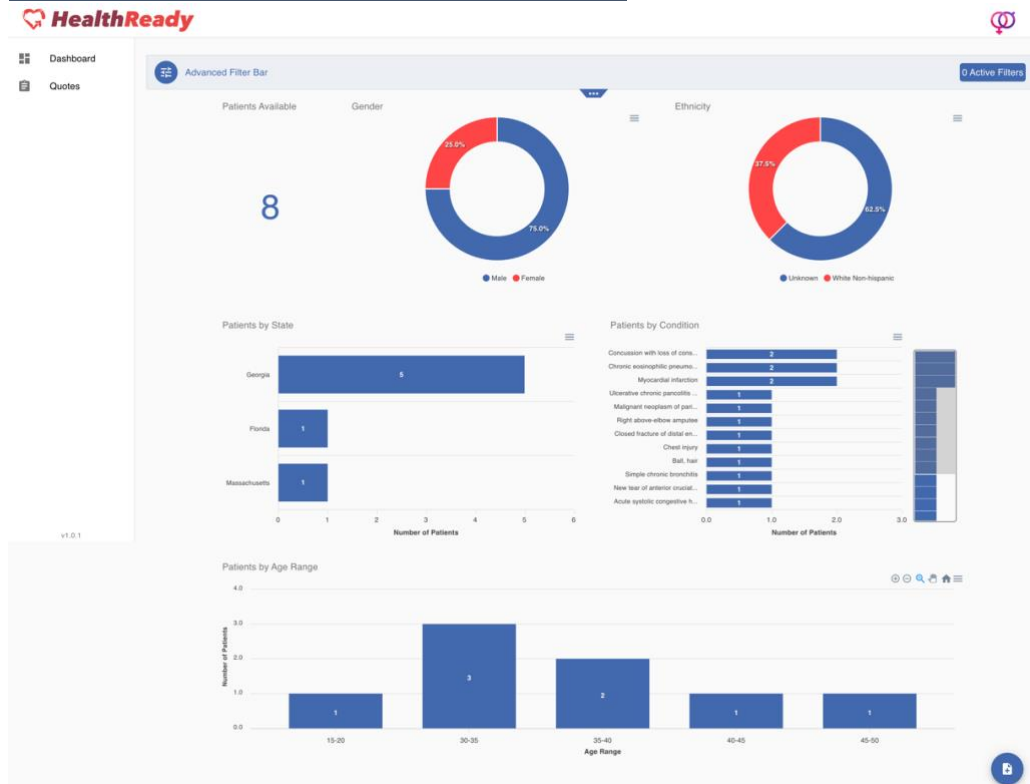 HealthReady
Dashboard
Quotes
Advanced Filter Bar
0 Active Filters
Patients Available
8
Gender
25.0%
75.0%
Male Female
Ethnicity
37.5%
62.5%
Unknown White Non-hispanic
Patients by State
Georgia 5
Florida 1
Massachusetts 1
0 1 2 3 4 5 6
Number of Patients
Patients by Condition
Concussion with loss of cons... 2
Chronic eosinophilic pneumo... 2
Myocardial infarction 2
Ulcerative chronic pancolitis ... 1
Malignant neoplasm of pari... 1
Right above-elbow amputee 1
Closed fracture of distal en... 1
Chest injury 1
Ball, hair 1
Simple chronic bronchitis 1
New tear of anterior cruciat... 1
Acute systolic congestive h... 1
0.0 1.0 2.0 3.0
Number of Patients
v1.0.1
Patients by Age Range
4.0
3.0
2.0
1.0
0.0
Number of Patients
1 3 2 1 1
15-20 30-35 35-40 40-45 45-50
Age Range